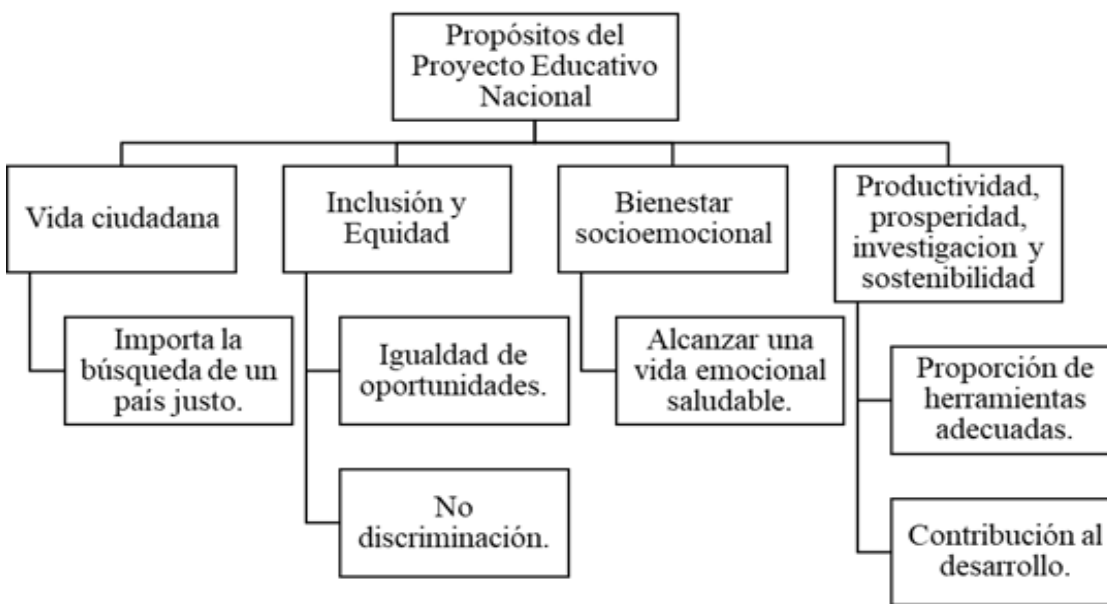 Propósitos del
Proyecto Educativo
Nacional
Vida ciudadana
Inclusión y
Equidad
Bienestar
socioemocional
Productividad,
prosperidad,
investigacion y
sostenibilidad
Importa la
búsqueda de un
país justo.
Igualdad de
oportunidades.
No
discriminación.
Alcanzar una
vida emocional
saludable.
Proporción de
herramientas
adecuadas.
Contribución al
desarrollo.